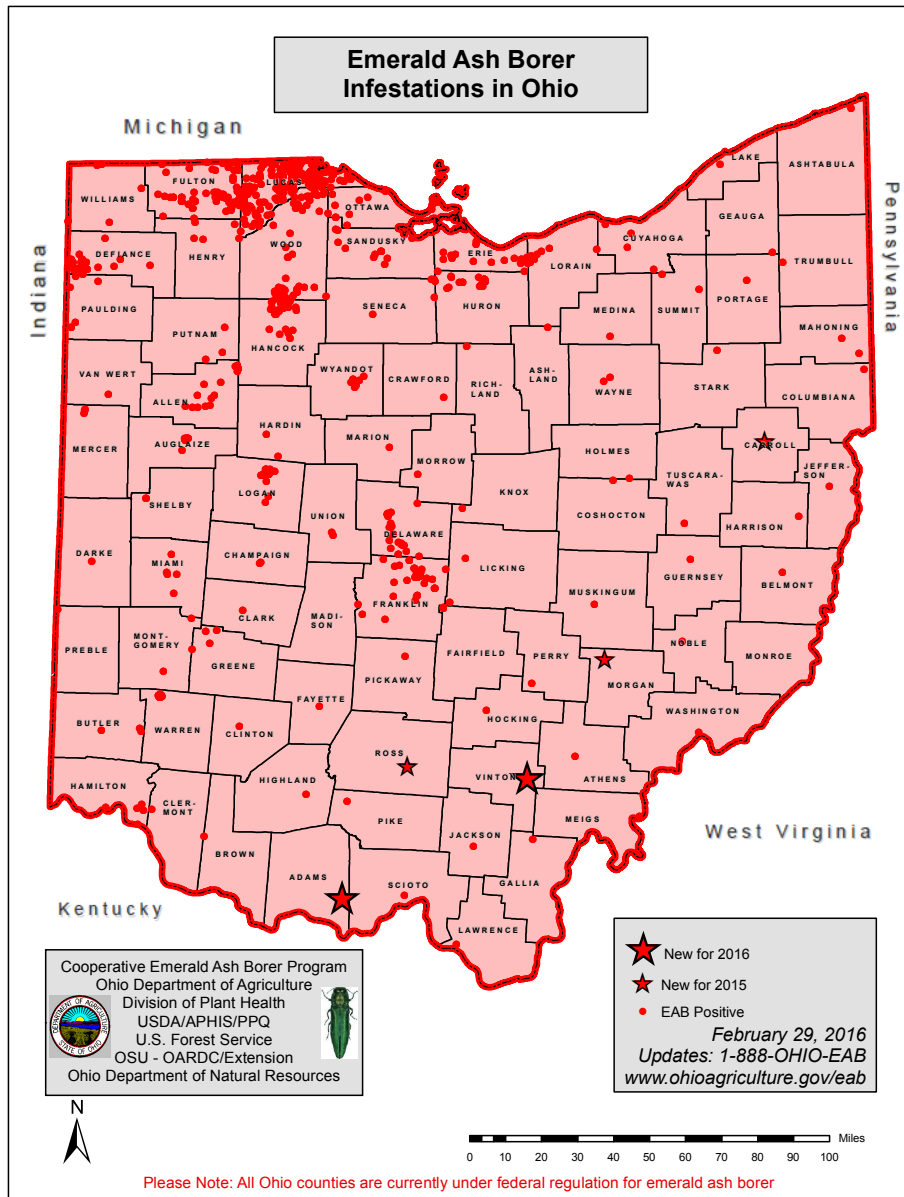 Emerald Ash Borer
Infestations in Ohio
Michigan
Indiana
Pennsylvania
Kentucky
West Virginia
WILLIAMS
FULTON
LUCAS
OTTAWA
LAKE
ASHTABULA
GEAUGA
DEFIANCE
HENRY
WOOD
SANDUSKY
ERIE
LORAIN
CUYAHOGA
TRUMBULL
PAULDING
SENECA
HURON
MEDINA
SUMMIT
PORTAGE
PUTNAM
HANCOCK
MAHONING
VAN WERT
ALLEN
WYANDOT
CRAWFORD
RICH-
LAND
ASH-
LAND
WAYNE
STARK
COLUMBIANA
MERCER
AUGLAIZE
HARDIN
MARION
MORROW
HOLMES
TUSCARA-
WAS
CARROLL
JEFFER-
SON
SHELBY
LOGAN
UNION
DELAWARE
KNOX
COSHOCTON
HARRISON
DARKE
MIAMI
CHAMPAIGN
LICKING
MUSKINGUM
GUERNSEY
BELMONT
CLARK
MADI-
SON
FRANKLIN
PREBLE
MONT-
GOMERY
GREENE
FAYETTE
PICKAWAY
FAIRFIELD
PERRY
MORGAN
NOBLE
MONROE
BUTLER
WARREN
CLINTON
ROSS
HOCKING
WASHINGTON
HAMILTON
CLER-
MONT
HIGHLAND
VINTON
ATHENS
BROWN
PIKE
JACKSON
MEIGS
ADAMS
SCIOTO
GALLIA
LAWRENCE
Cooperative Emerald Ash Borer Program
Ohio Department of Agriculture
Division of Plant Health
USDA/APHIS/PPQ
U.S. Forest Service
OSU - OARDC/Extension
Ohio Department of Natural Resources
DEPARTMENT OF AGRICULTURE
STATE OF OHIO
New for 2016
New for 2015
EAB Positive
February 29, 2016
Updates: 1-888-OHIO-EAB
www.ohioagriculture.gov/eab
N
Miles
0 10 20 30 40 50 60 70 80 90 100
Please Note: All Ohio counties are currently under federal regulation for emerald ash borer